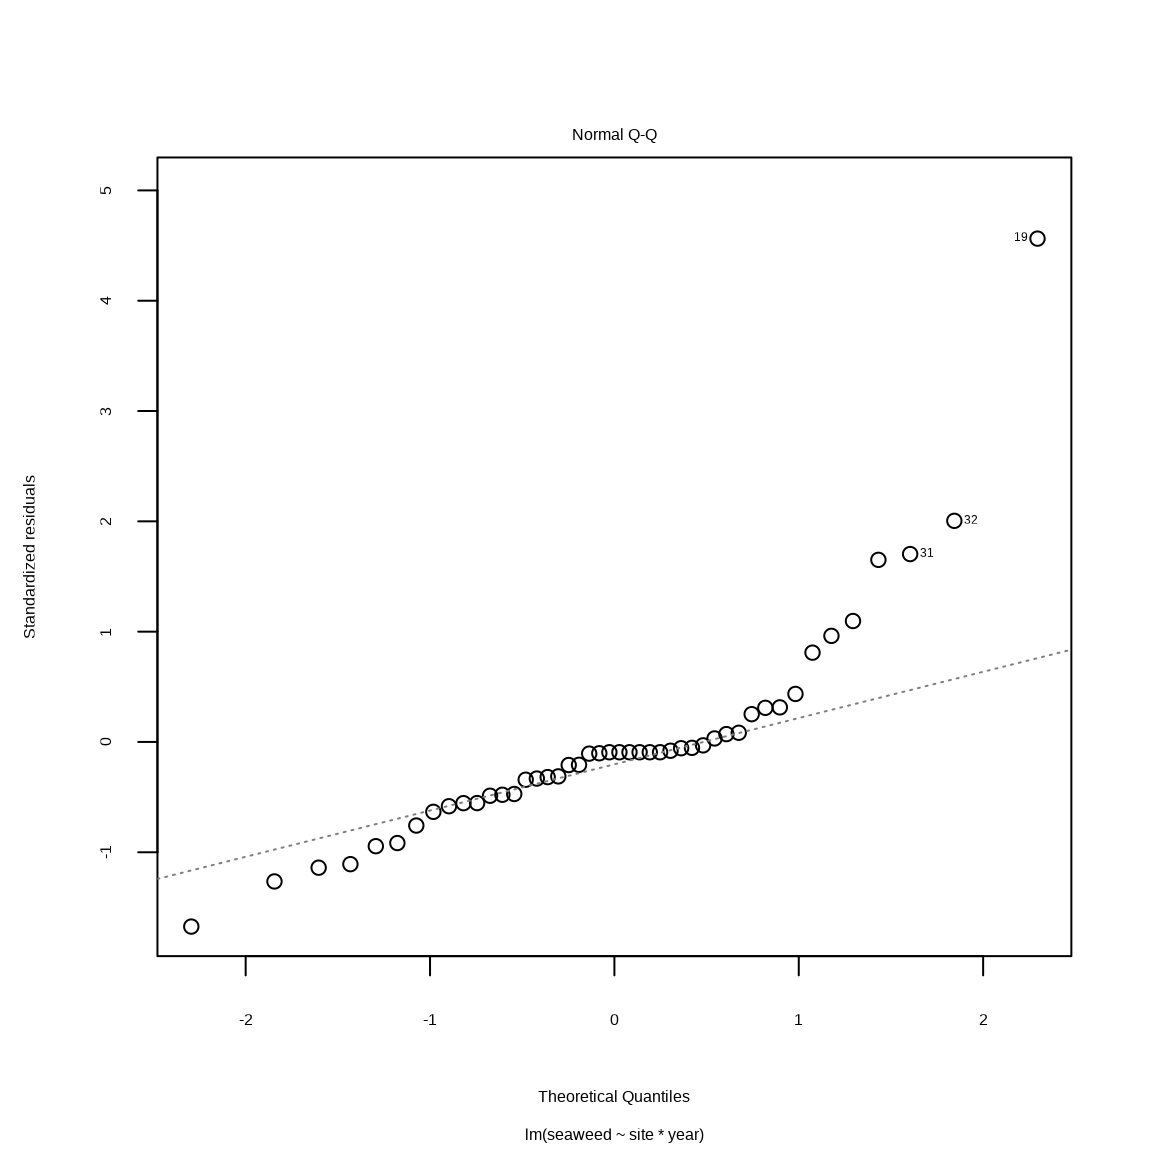 Normal Q-Q
5
4
3
2
1
0
-1
Standardized residuals
19
32
31
-2 -1 0 1 2
Theoretical Quantiles
lm(seaweed ~ site * year)